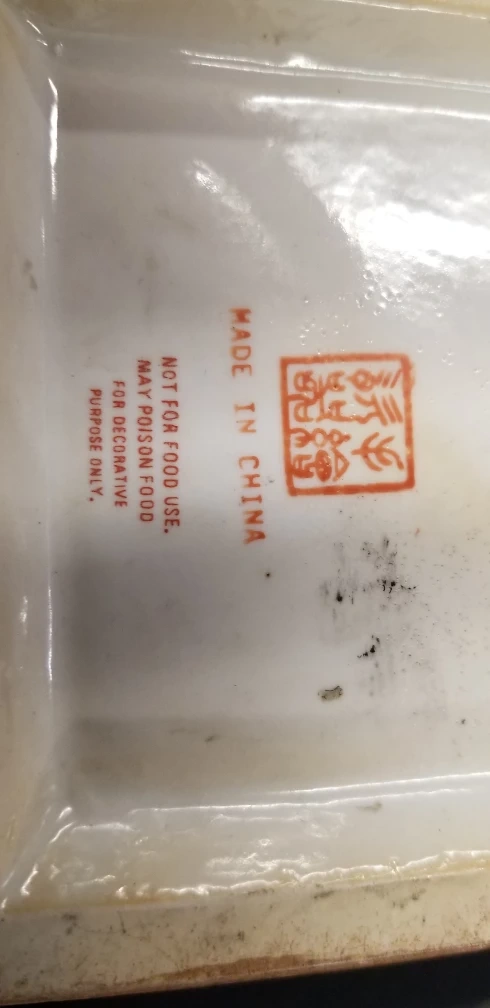 MADE IN CHINA
NOT FOR FOOD USE.
MAY POISON FOOD
FOR DECORATIVE
PURPOSE ONLY.